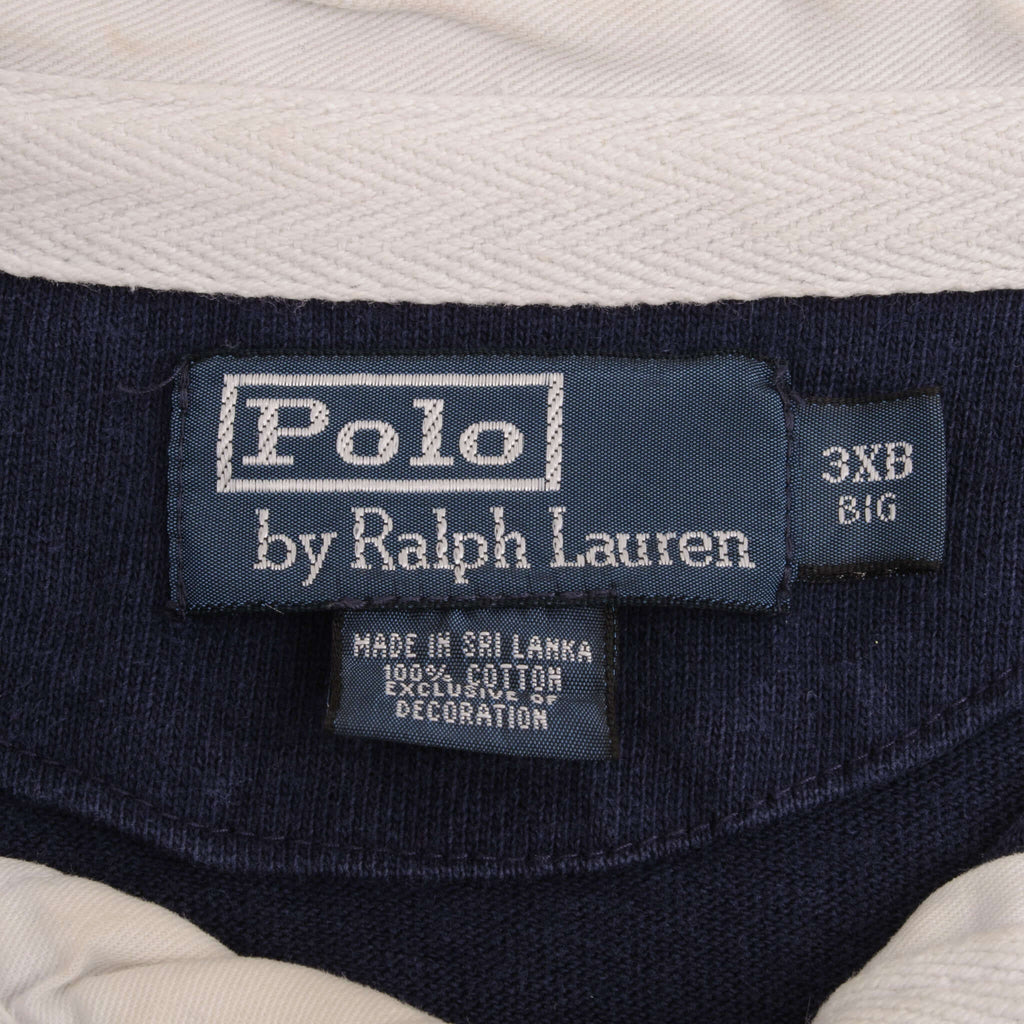 Polo
by Ralph Lauren
3XB
BIG
MADE IN SRI LANKA
100% COTTON
EXCLUSIVE OF
DECORATION